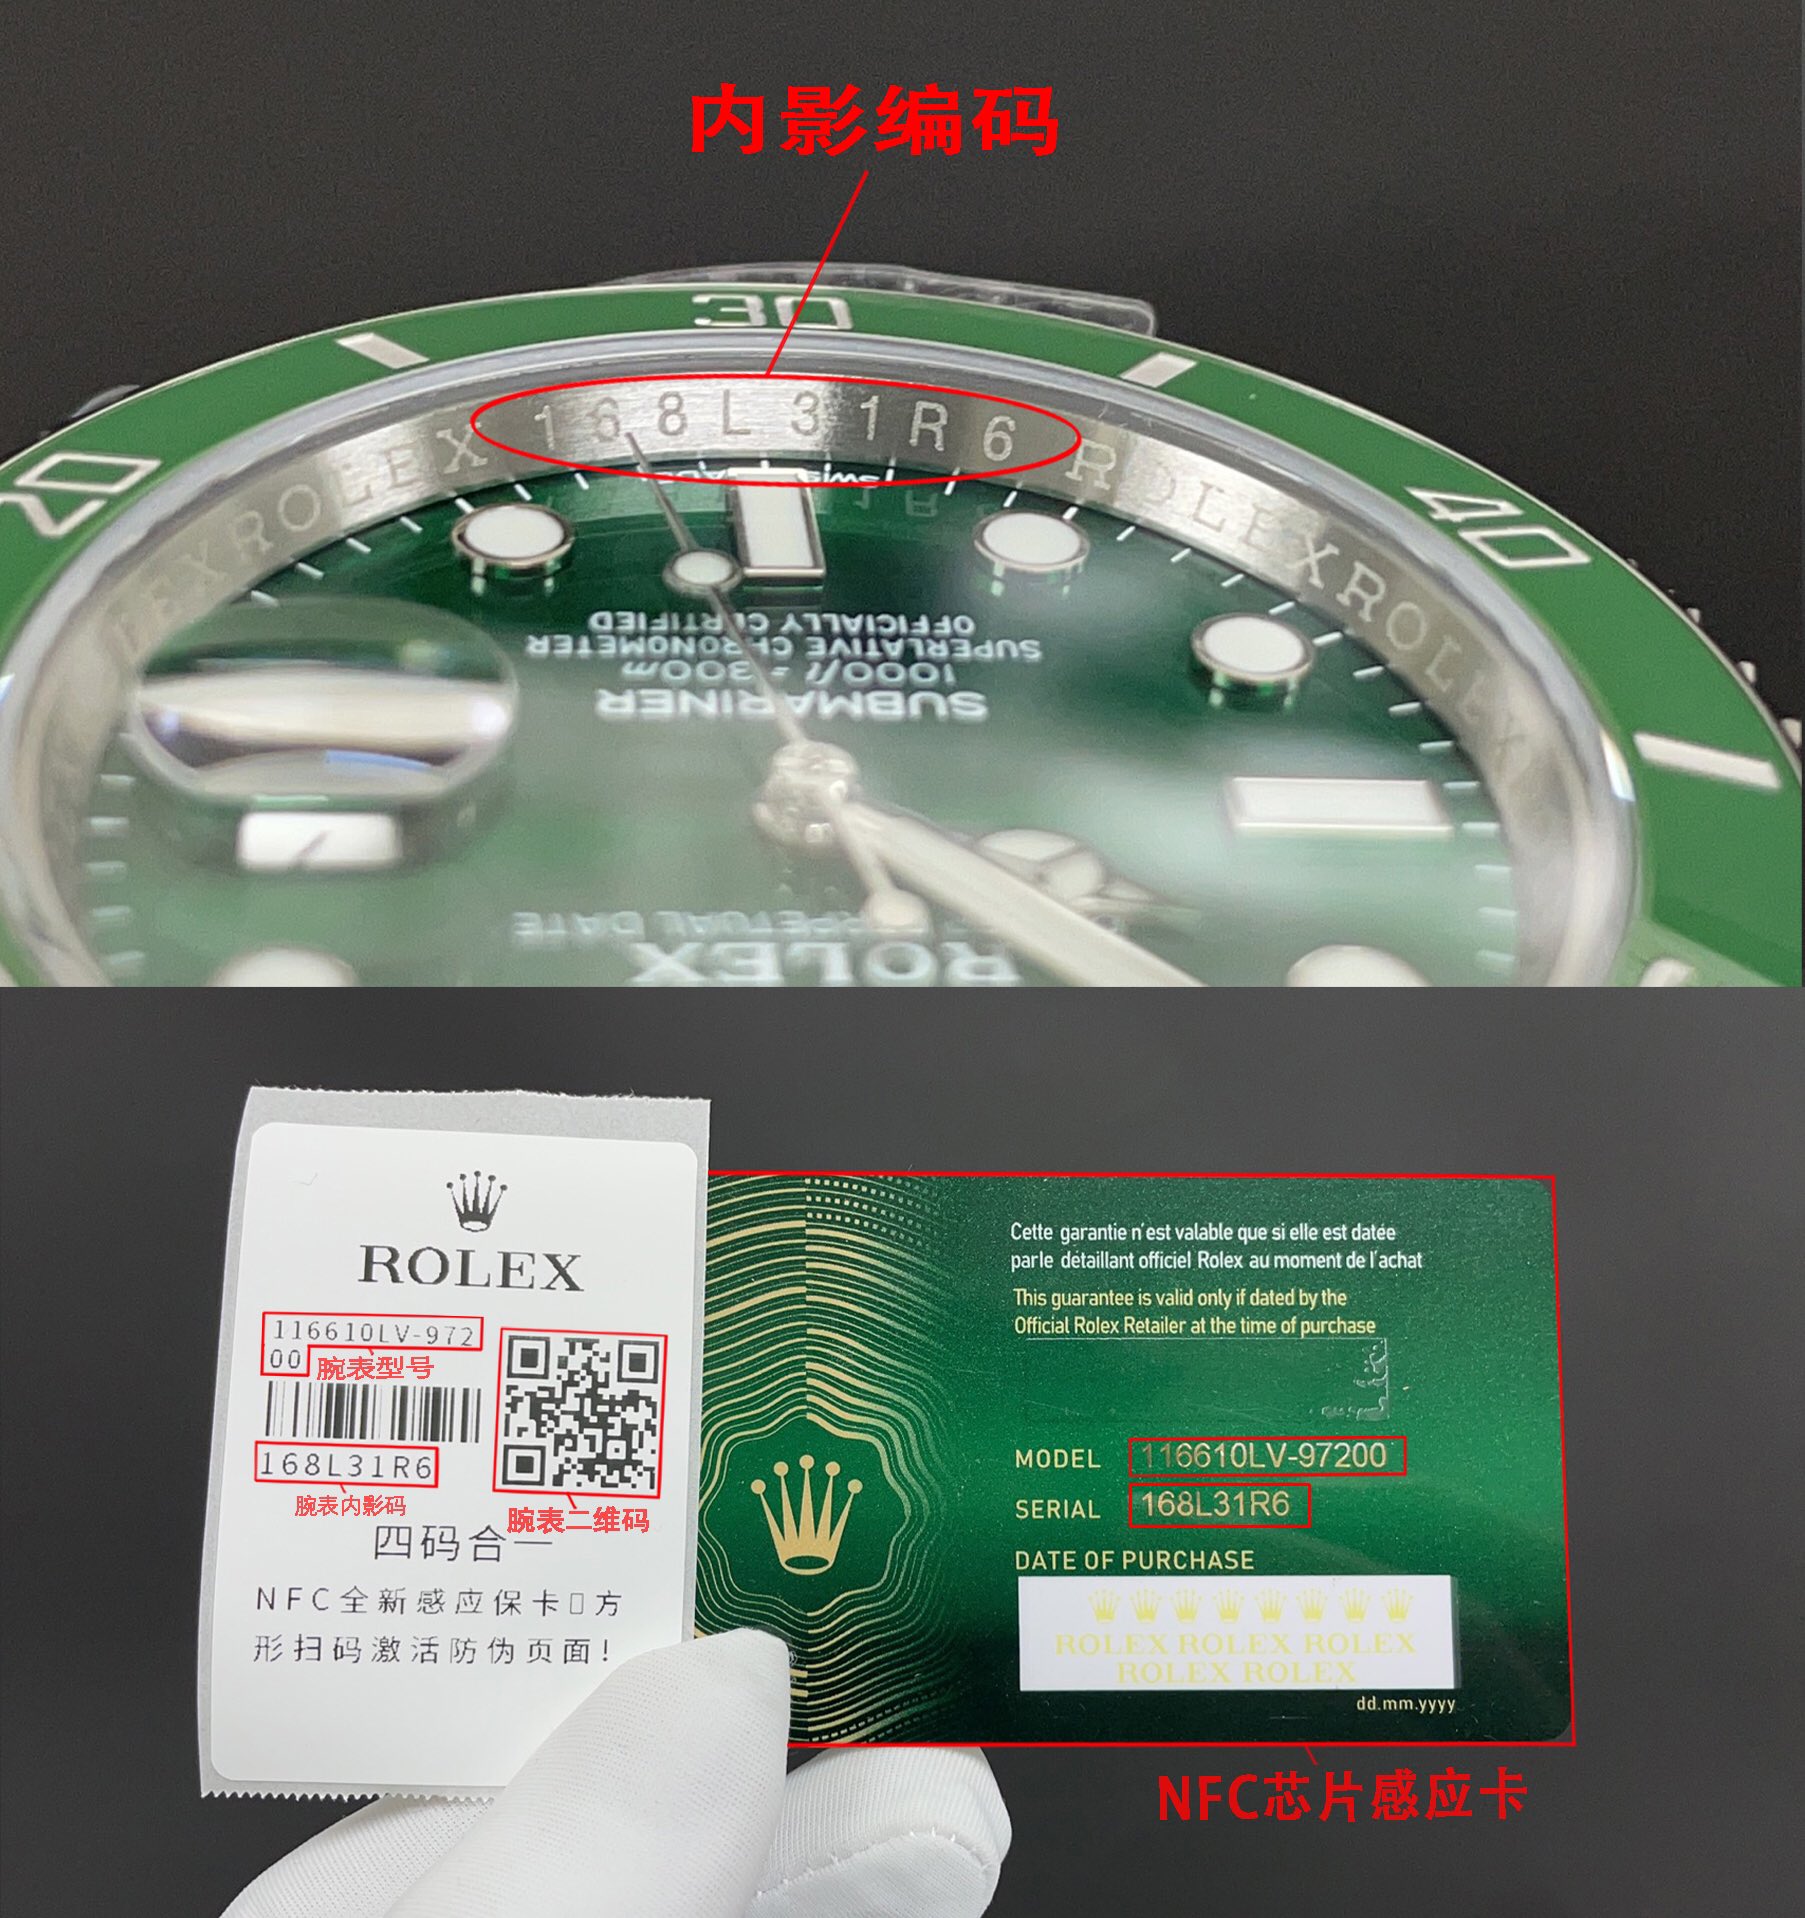 内影编码
30
20
40
168L31R6
LEXROLEX
ROLEXROLEX
SWISS
OFFICIALLY CERTIFIED
SUPERLATIVE CHRONOMETER
1000ft = 300m
SUBMARINER
PERPETUAL DATE
ROLEX
ROLEX
116610LV-972
00
腕表型号
168L31R6
腕表内影码
腕表二维码
四码合一
NFC全新感应保卡▯方
形扫码激活防伪页面!
Cette garantie n'est valable que si elle est datée
parle détaillant officiel Rolex au moment de l'achat
This guarantee is valid only if dated by the
Official Rolex Retailer at the time of purchase
MODEL 116610LV-97200
SERIAL 168L31R6
DATE OF PURCHASE
ROLEX ROLEX ROLEX
ROLEX ROLEX
dd.mm.yyyy
NFC芯片感应卡